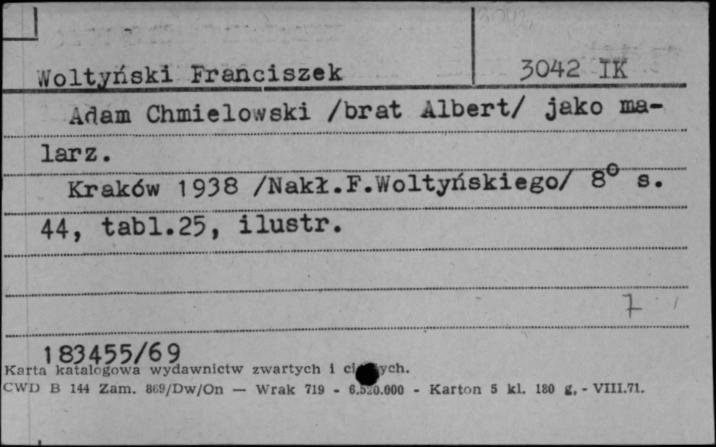 Woltyński Franciszek
3042 IK
Adam Chmielowski /brat Albert/ jako ma-
larz.
Kraków 1938 /Nakł.F.Woltyńskiego/ 8° s.
44, tabl.25, ilustr.
7
183455/69
Karta katalogowa wydawnictw zwartych i
CWD B 144 Zam. 869/Dw/On — Wrak 719 - 6.520.000 - Karton 5 kl. 180 g. - VIII.71.